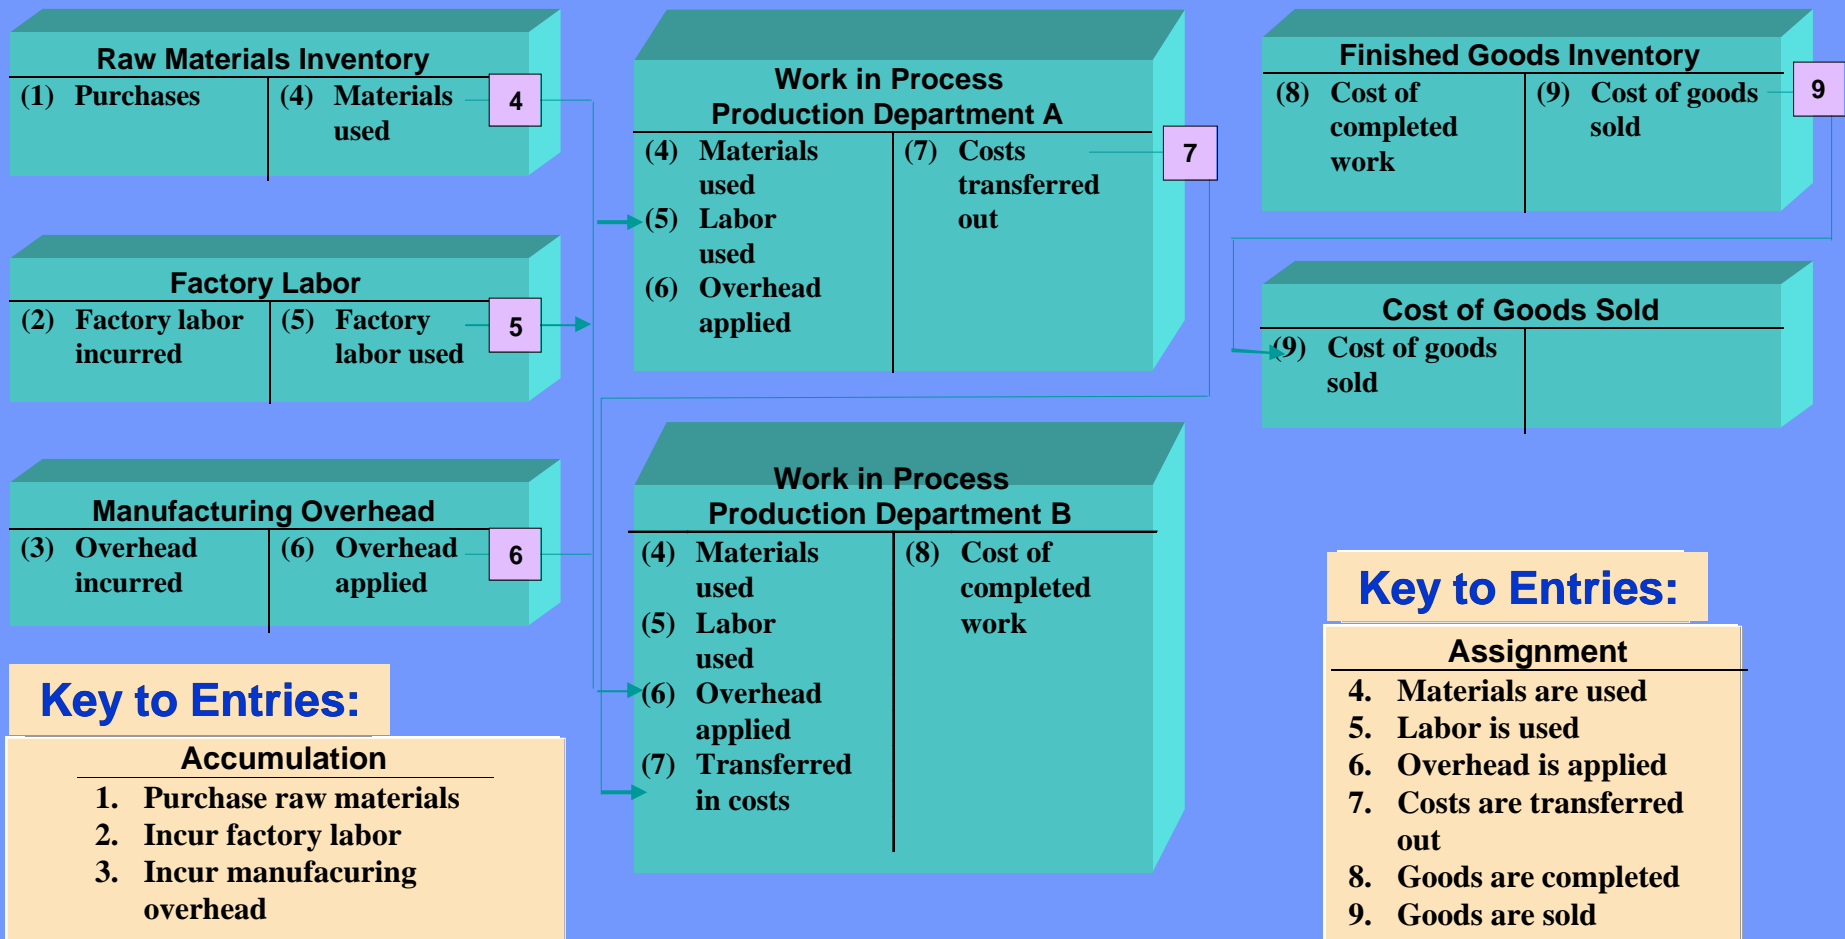 Raw Materials Inventory
(1) Purchases
(4) Materials
used
4
Factory Labor
(2) Factory labor
incurred
(5) Factory
labor used
5
Manufacturing Overhead
(3) Overhead
incurred
(6) Overhead
applied
6
Key to Entries:
Accumulation
1. Purchase raw materials
2. Incur factory labor
3. Incur manufacuring
overhead
Work in Process
Production Department A
(4) Materials
used
(5) Labor
used
(6) Overhead
applied
(7) Costs
transferred
out
7
Work in Process
Production Department B
(4) Materials
used
(5) Labor
used
(6) Overhead
applied
(7) Transferred
in costs
(8) Cost of
completed
work
Finished Goods Inventory
(8) Cost of
completed
work
(9) Cost of goods
sold
9
Cost of Goods Sold
(9) Cost of goods
sold
Key to Entries:
Assignment
4. Materials are used
5. Labor is used
6. Overhead is applied
7. Costs are transferred
out
8. Goods are completed
9. Goods are sold